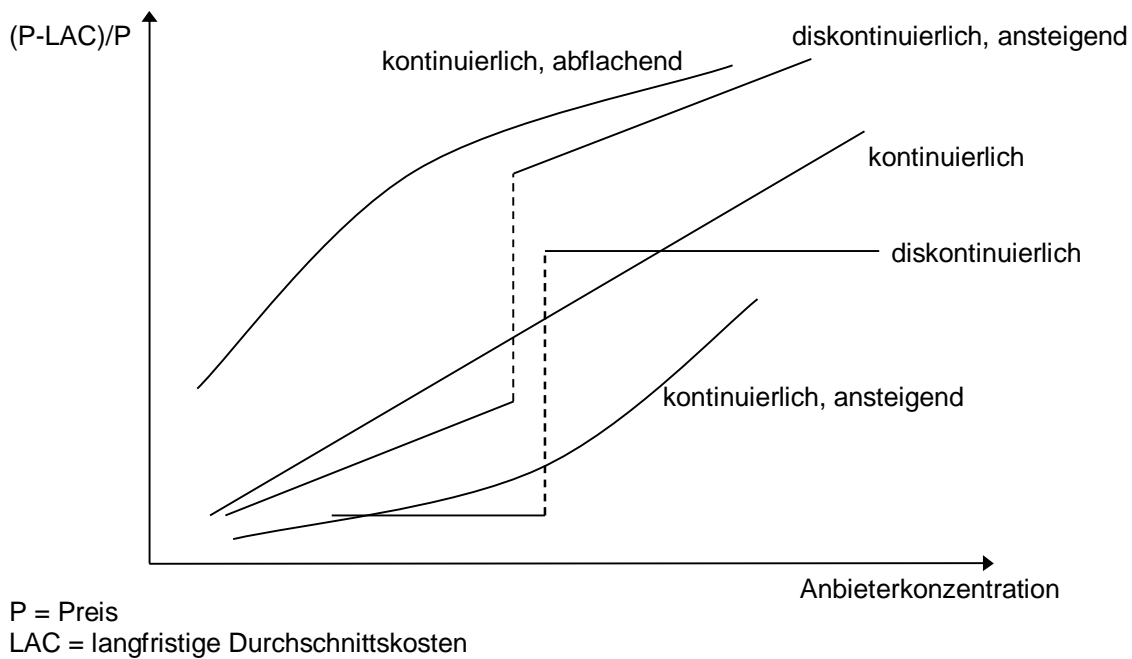 (P-LAC)/P
diskontinuierlich, ansteigend
kontinuierlich, abflachend
kontinuierlich
diskontinuierlich
kontinuierlich, ansteigend
Anbieterkonzentration
P = Preis
LAC = langfristige Durchschnittskosten